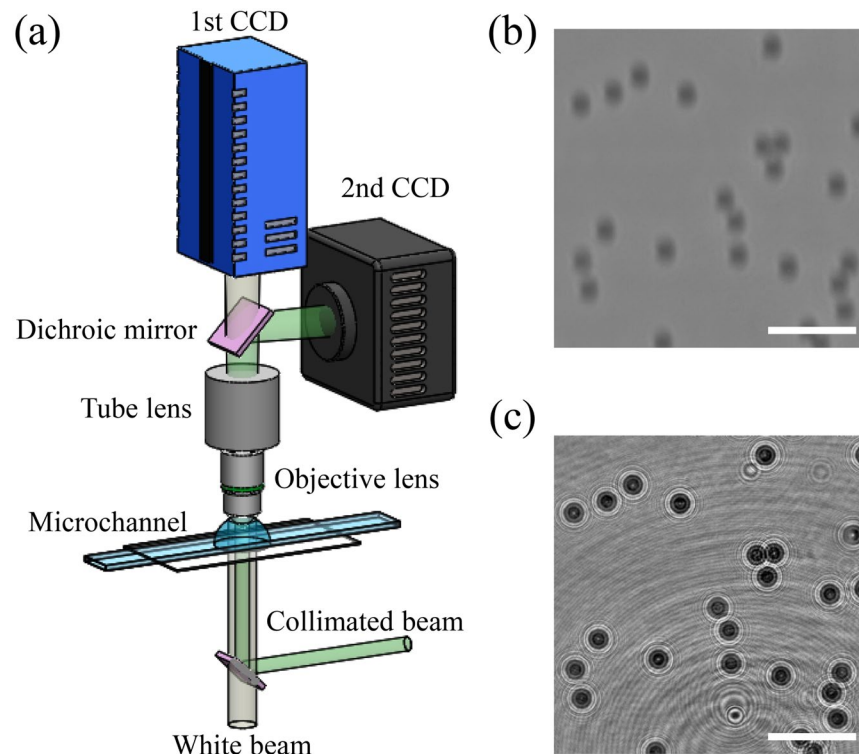 (a)
1st CCD
2nd CCD
Dichroic mirror
Tube lens
Objective lens
Microchannel
Collimated beam
White beam
(b)
(c)